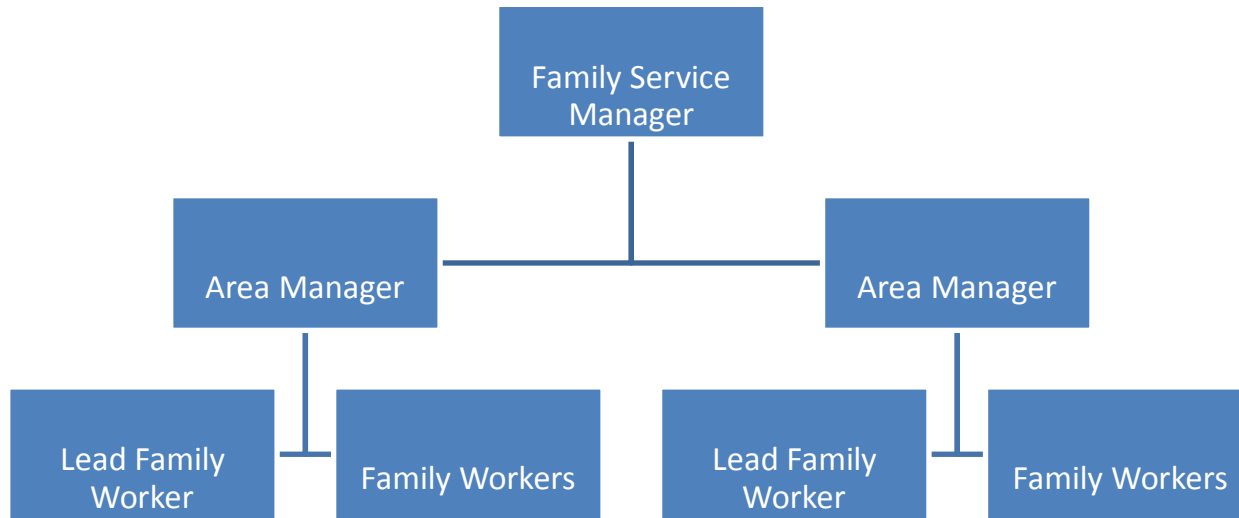 Family Service
Manager
Area Manager
Area Manager
Lead Family
Worker
Family Workers
Lead Family
Worker
Family Workers